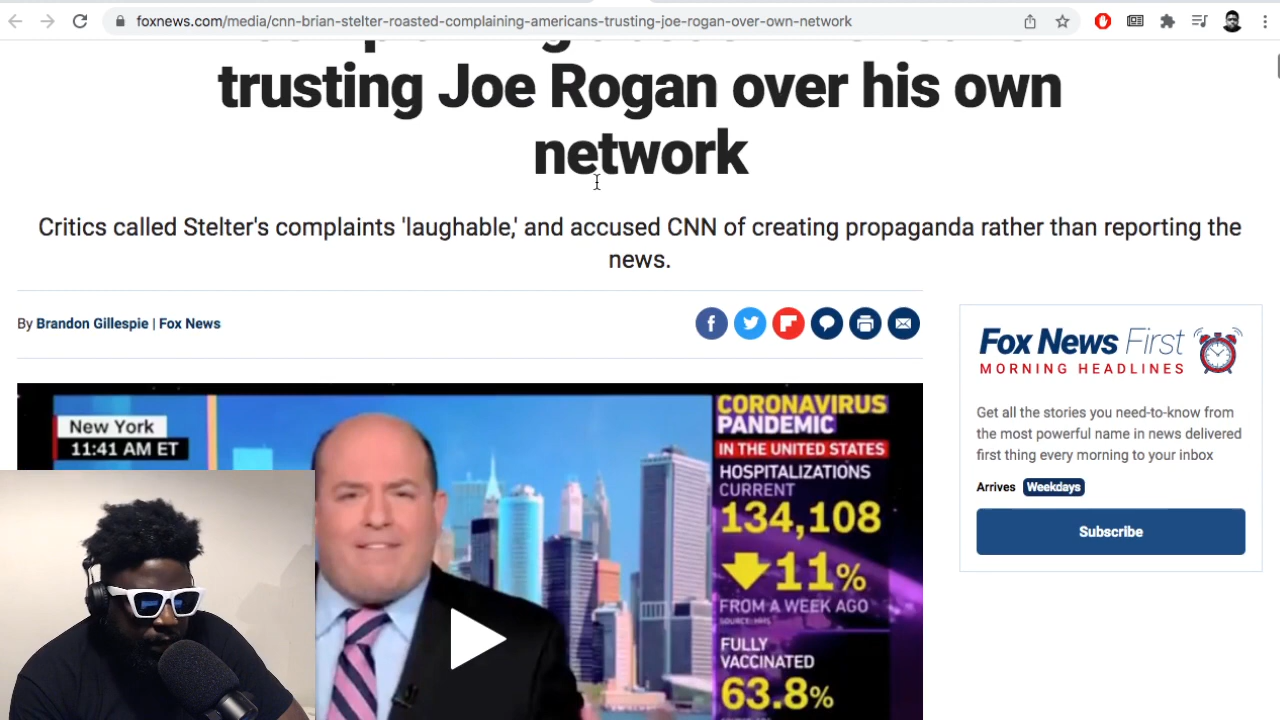 foxnews.com/media/cnn-brian-stelter-roasted-complaining-americans-trusting-joe-rogan-over-own-network
trusting Joe Rogan over his own
network
Critics called Stelter's complaints 'laughable,' and accused CNN of creating propaganda rather than reporting the
news.
By Brandon Gillespie | Fox News
Fox News First
MORNING HEADLINES
Get all the stories you need-to-know from
the most powerful name in news delivered
first thing every morning to your inbox
Arrives Weekdays
Subscribe
New York
11:41 AM ET
CORONAVIRUS
PANDEMIC
IN THE UNITED STATES
HOSPITALIZATIONS
CURRENT
134,108
11%
FROM A WEEK AGO
SOURCE: HHS
FULLY
VACCINATED
63.8%